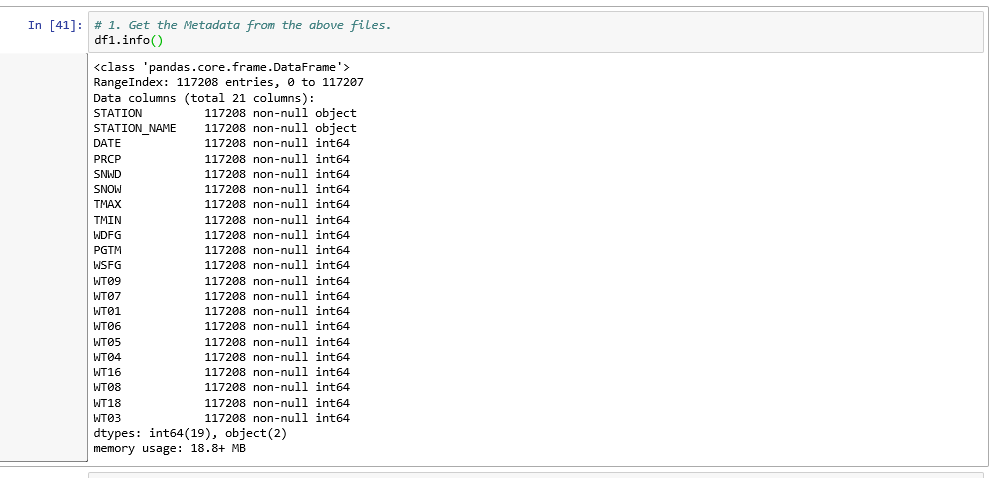 In [41]: # 1. Get the Metadata from the above files.
df1.info()
<class 'pandas.core.frame.DataFrame'>
RangeIndex: 117208 entries, 0 to 117207
Data columns (total 21 columns):
STATION         117208 non-null object
STATION_NAME    117208 non-null object
DATE            117208 non-null int64
PRCP            117208 non-null int64
SNWD            117208 non-null int64
SNOW            117208 non-null int64
TMAX            117208 non-null int64
TMIN            117208 non-null int64
WDFG            117208 non-null int64
PGTM            117208 non-null int64
WSFG            117208 non-null int64
WT09            117208 non-null int64
WT07            117208 non-null int64
WT01            117208 non-null int64
WT06            117208 non-null int64
WT05            117208 non-null int64
WT04            117208 non-null int64
WT16            117208 non-null int64
WT08            117208 non-null int64
WT18            117208 non-null int64
WT03            117208 non-null int64
dtypes: int64(19), object(2)
memory usage: 18.8+ MB